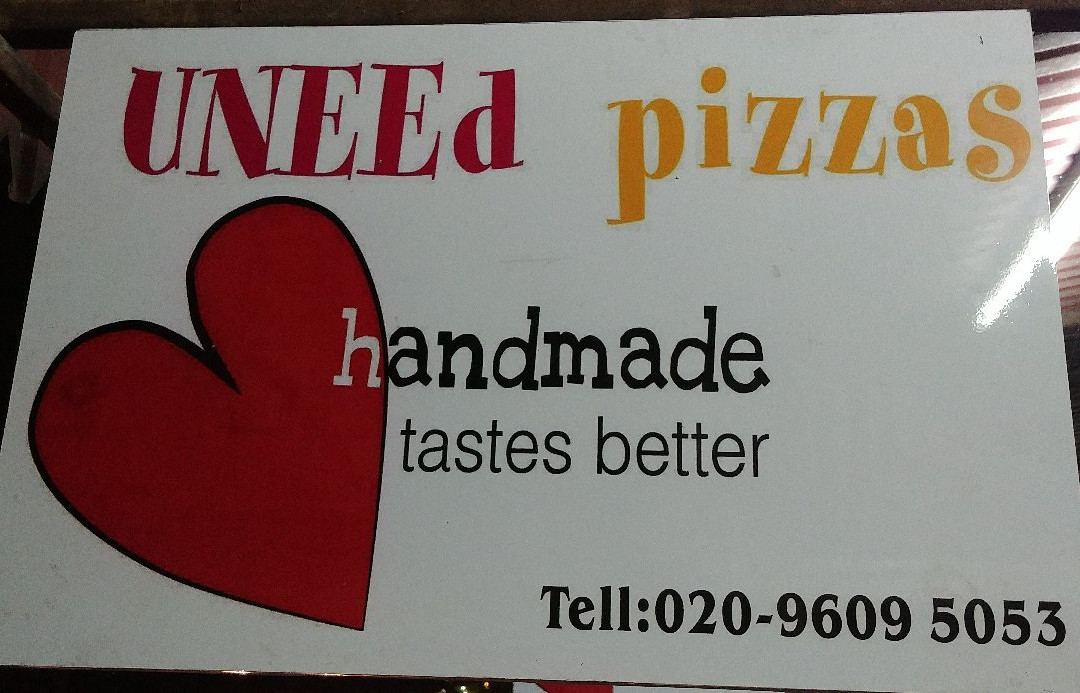 UNEEd pizzas
handmade
tastes better
Tell:020-9609 5053